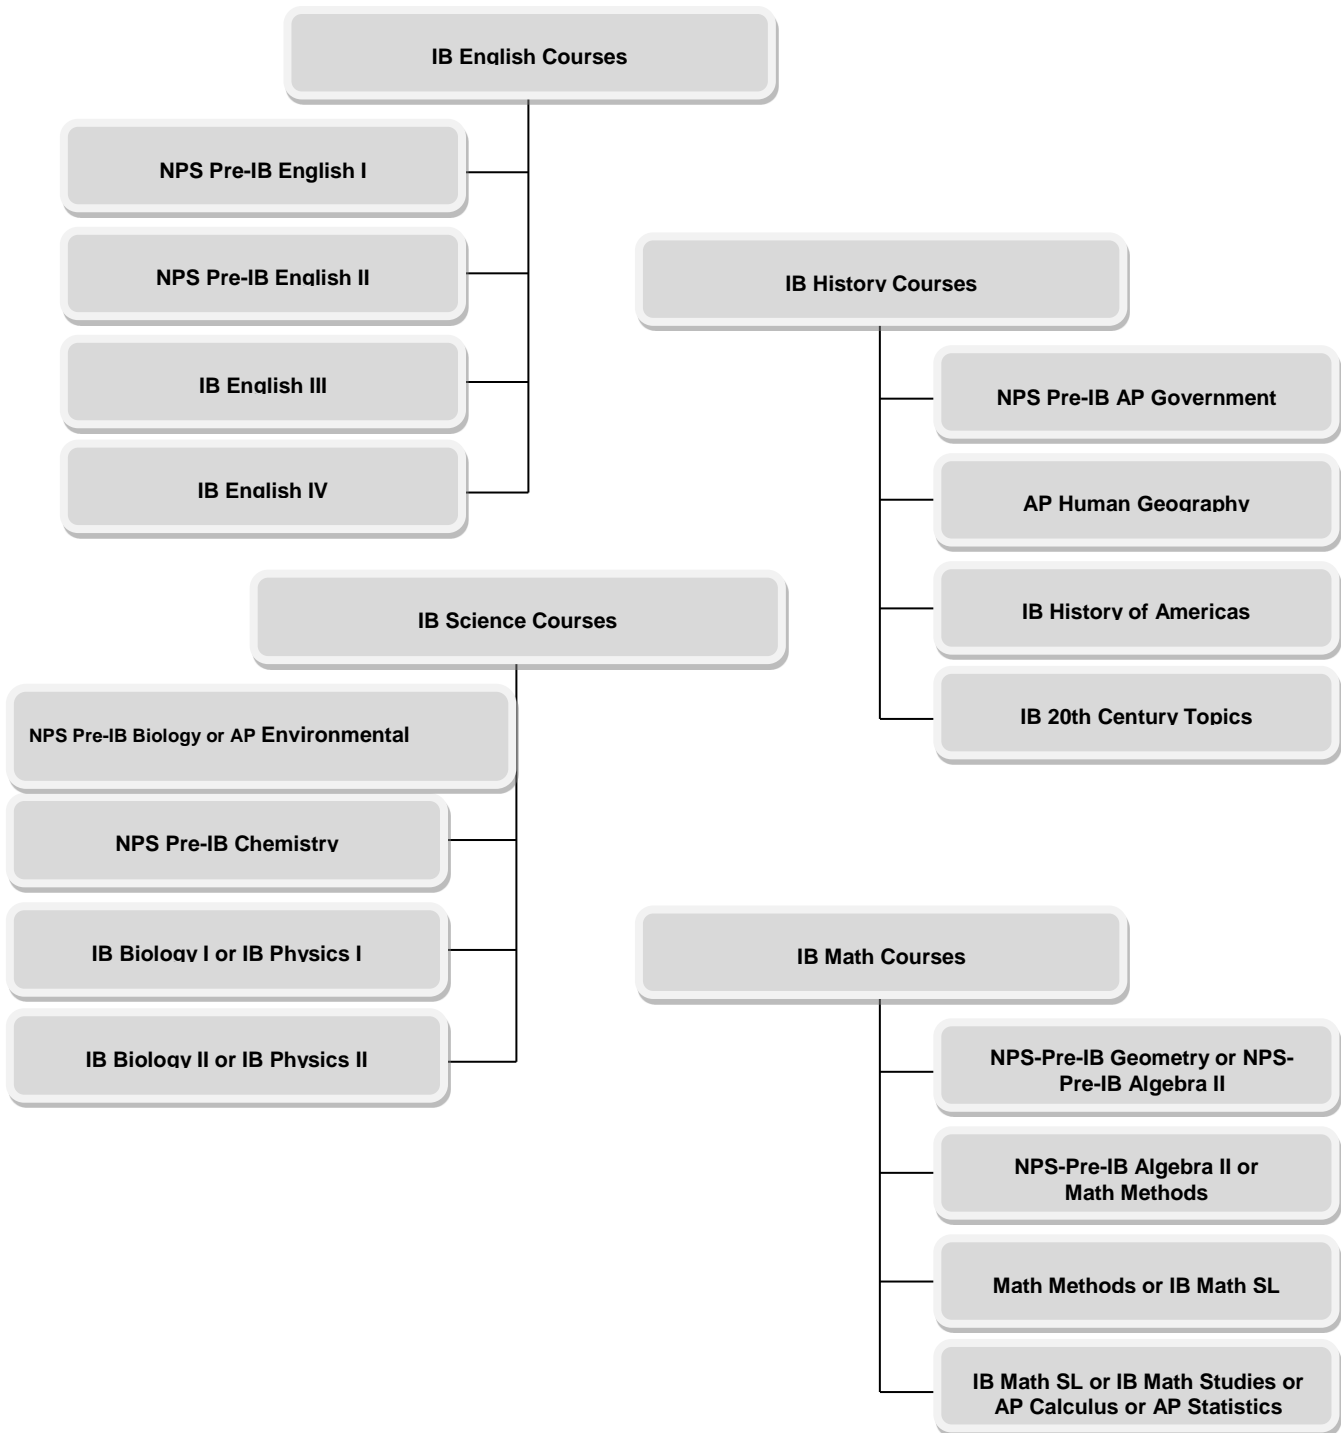 IB English Courses
NPS Pre-IB English I
NPS Pre-IB English II
IB English III
IB English IV
IB History Courses
NPS Pre-IB AP Government
AP Human Geography
IB History of Americas
IB 20th Century Topics
IB Science Courses
NPS Pre-IB Biology or AP Environmental
NPS Pre-IB Chemistry
IB Biology I or IB Physics I
IB Biology II or IB Physics II
IB Math Courses
NPS-Pre-IB Geometry or NPS-
Pre-IB Algebra II
NPS-Pre-IB Algebra II or
Math Methods
Math Methods or IB Math SL
IB Math SL or IB Math Studies or
AP Calculus or AP Statistics